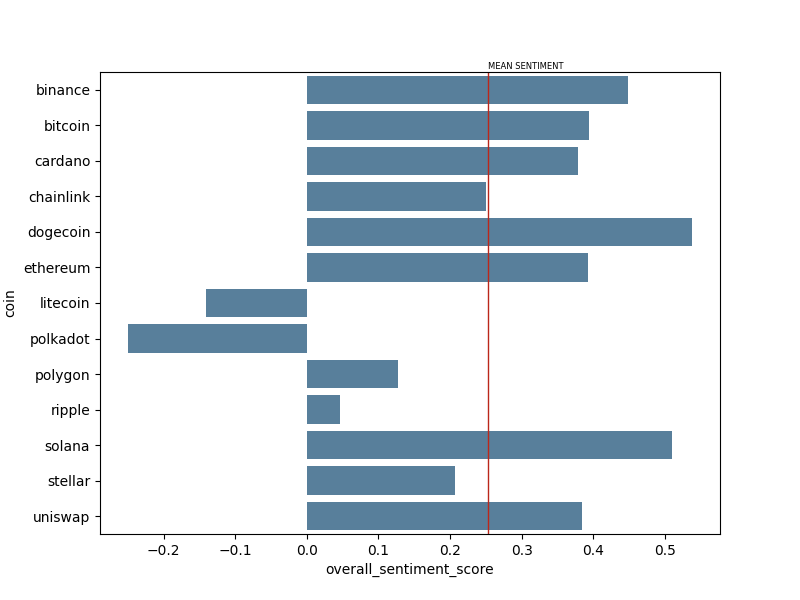 MEAN SENTIMENT
binance
bitcoin
cardano
chainlink
dogecoin
ethereum
litecoin
polkadot
polygon
ripple
solana
stellar
uniswap
coin
−0.2 −0.1 0.0 0.1 0.2 0.3 0.4 0.5
overall_sentiment_score